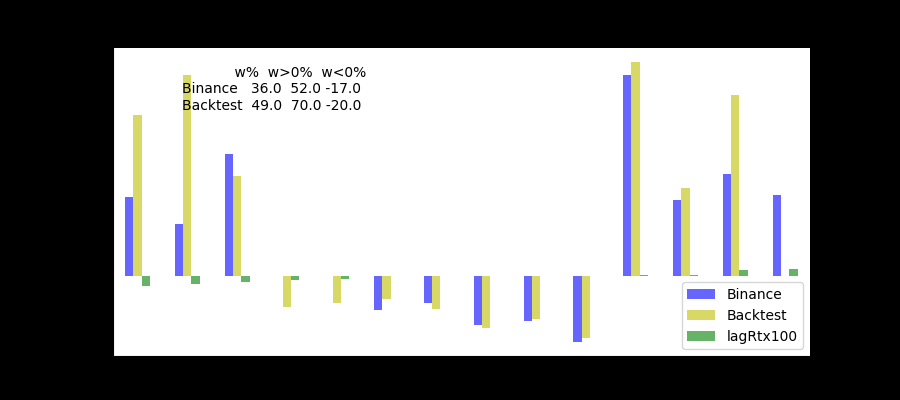 w% w>0% w<0%
Binance 36.0 52.0 -17.0
Backtest 49.0 70.0 -20.0
Binance
Backtest
lagRtx100